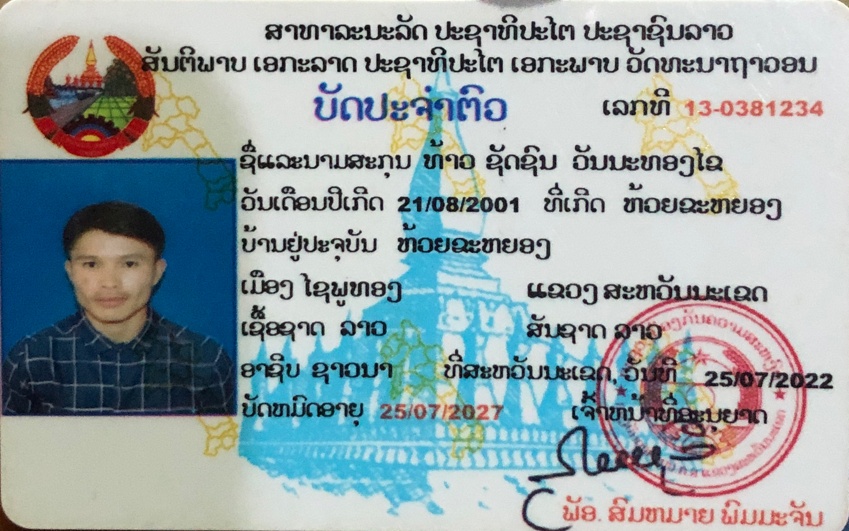 ສາທາລະນະລັດ ປະຊາທິປະໄຕ ປະຊາຊົນລາວ
ສັນຕິພາບ ເອກະລາດ ປະຊາທິປະໄຕ ເອກະພາບ ວັດທະນາຖາວອນ
ບັດປະຈຳຕົວ ເລກທີ 13-0381234
ຊື່ແລະນາມສະກຸນ ທ້າວ ຊັດຊົນ ວັນນະທອງໄຊ
ວັນເດືອນປີເກີດ 21/08/2001 ທີ່ເກີດ ຫ້ວຍຂະຫຍອງ
ບ້ານຢູ່ປະຈຸບັນ ຫ້ວຍຂະຫຍອງ
ເມືອງ ໄຊພູທອງ ແຂວງ ສະຫວັນນະເຂດ
ເຊື້ອຊາດ ລາວ ສັນຊາດ ລາວ
ອາຊີບ ຊາວນາ ທີ່ສະຫວັນນະເຂດ, ວັນທີ 25/07/2022
ບັດຫມົດອາຍຸ 25/07/2027 ເຈົ້າຫນ້າທີ່ອະນຸຍາດ
ພັອ. ສົມຫມາຍ ພິມມະຈັນ